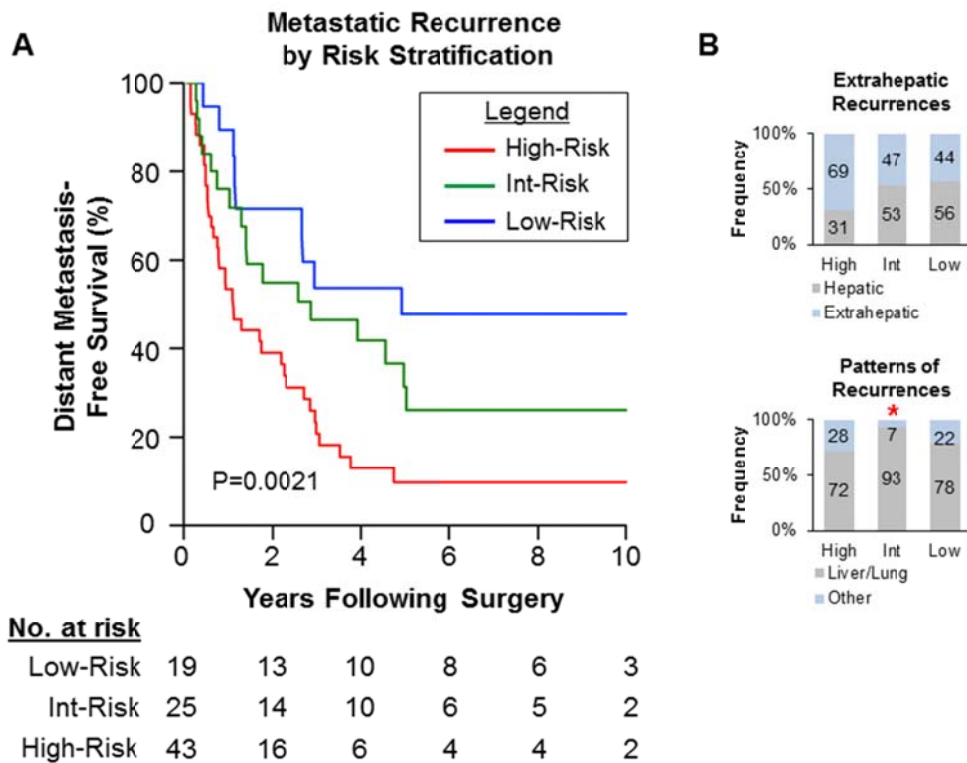 A
Metastatic Recurrence
by Risk Stratification
Distant Metastasis-
Free Survival (%)
100
80
60
40
20
0
Legend
High-Risk
Int-Risk
Low-Risk
P=0.0021
0 2 4 6 8 10
Years Following Surgery
No. at risk
Low-Risk 19 13 10 8 6 3
Int-Risk 25 14 10 6 5 2
High-Risk 43 16 6 4 4 2
B
Extrahepatic
Recurrences
Frequency
100%
50%
0%
69 47 44
31 53 56
High Int Low
Hepatic
Extrahepatic
Patterns of
Recurrences
*
Frequency
100%
50%
0%
28 7 22
72 93 78
High Int Low
Liver/Lung
Other